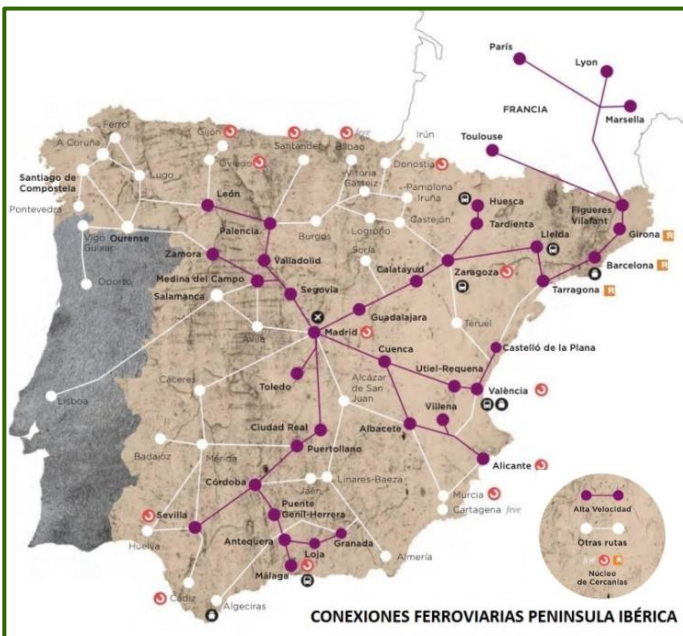 París
Lyon
FRANCIA
Marsella
Toulouse
Ferrol
A Coruña
Gijón
Oviedo
Santander
Bilbao
Irún
Donostia
Santiago de
Compostela
Lugo
León
Vitoria
Gasteiz
Pamplona
Iruña
Huesca
Figueres
Vilafant
Pontevedra
Vigo
Guixar
Ourense
Palencia
Burgos
Logroño
Castejón
Tardienta
Lleida
Girona
Zamora
Valladolid
Soria
Zaragoza
Barcelona
Oporto
Medina del Campo
Calatayud
Tarragona
Salamanca
Segovia
Guadalajara
Ávila
Madrid
Teruel
Cuenca
Castelló de la Plana
Toledo
Utiel-Requena
València
Lisboa
Cáceres
Alcázar
de San
Juan
Villena
Ciudad Real
Albacete
Badajoz
Mérida
Puertollano
Alicante
Córdoba
Linares-Baeza
Jaén
Murcia
Cartagena
Alta Velocidad
Sevilla
Puente
Genil-Herrera
Otras rutas
Huelva
Antequera
Granada
Loja
Almería
Núcleo
de Cercanías
Málaga
Cádiz
Algeciras
CONEXIONES FERROVIARIAS PENINSULA IBÉRICA